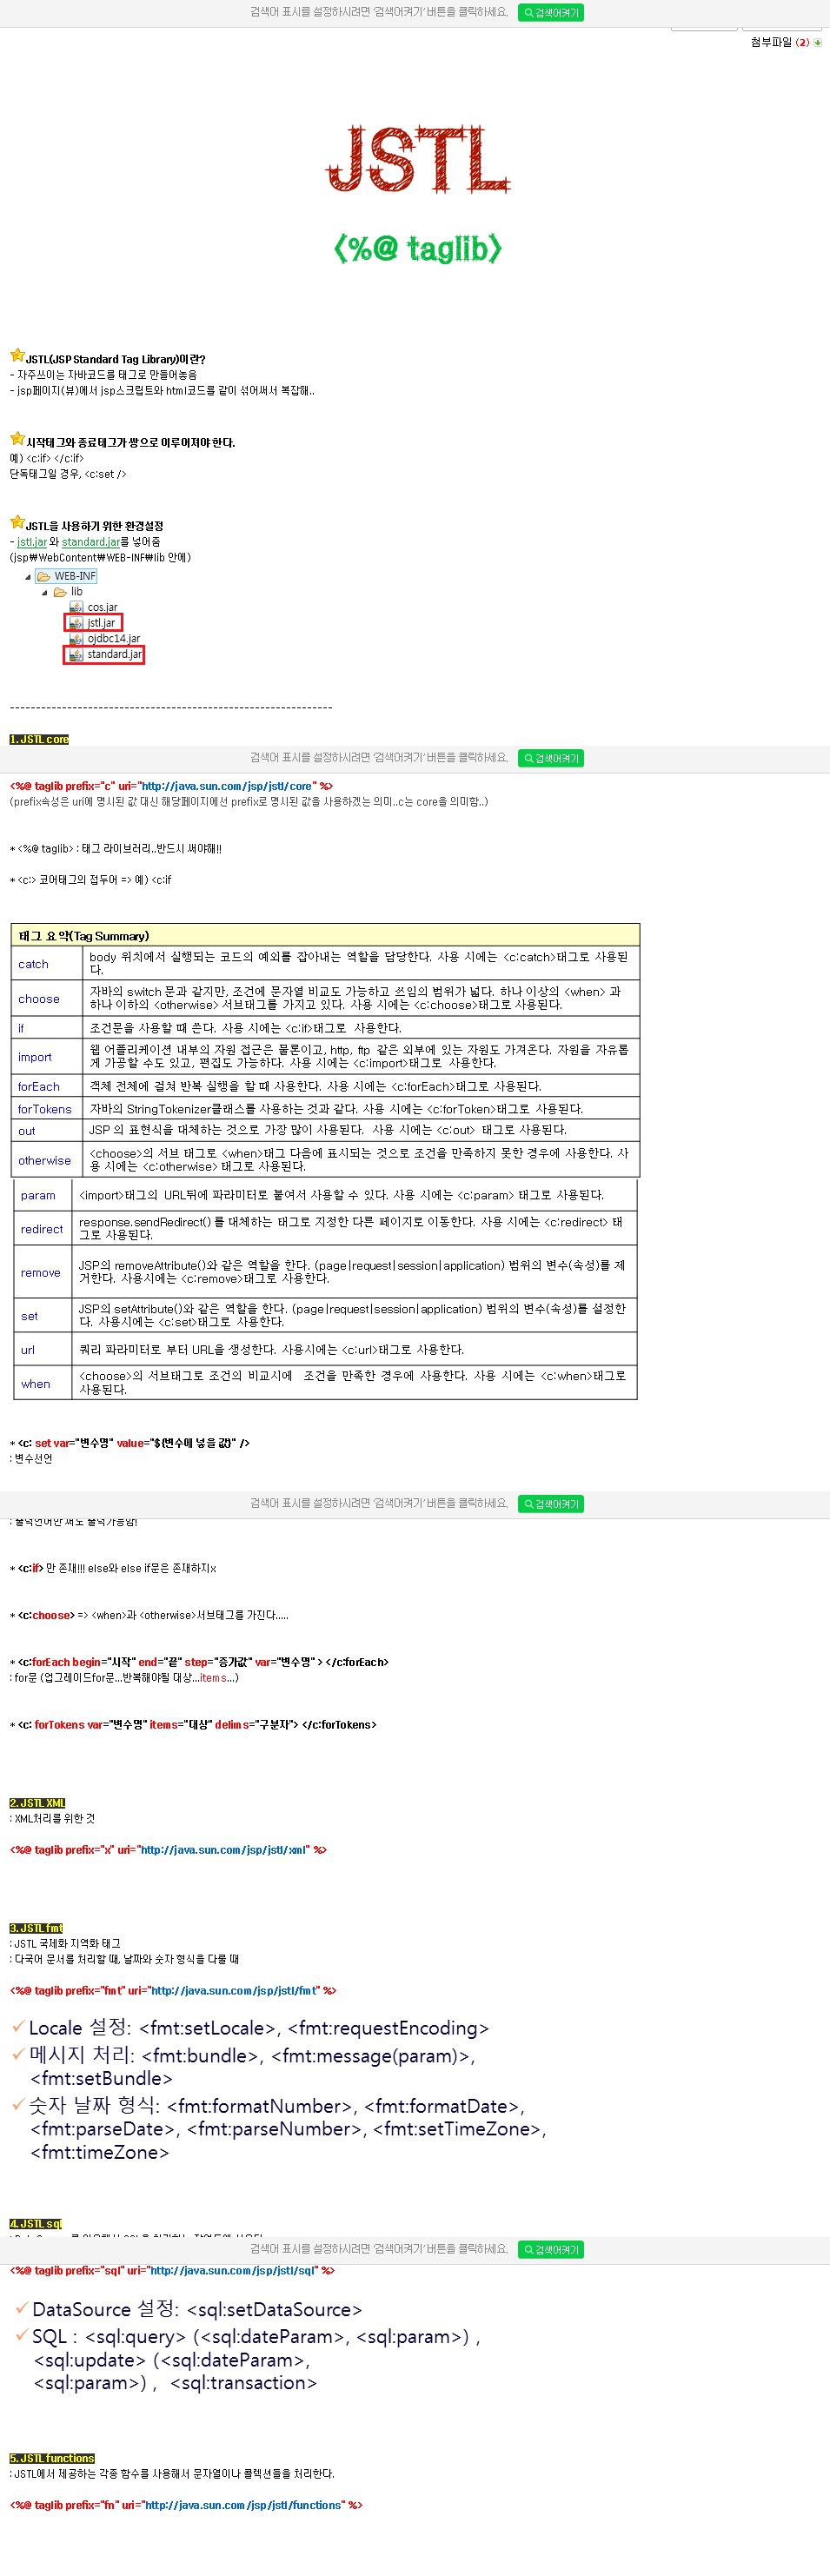 검색어 표시를 설정하시려면 '검색어켜기' 버튼을 클릭하세요. 검색어켜기
첨부파일 (2)
JSTL
<%@ taglib>
JSTL(JSP Standard Tag Library)이란?
- 자주쓰이는 자바코드를 태그로 만들어놓음
- jsp페이지(뷰)에서 jsp스크립트와 html코드를 같이 섞어써서 복잡해..
시작태그와 종료태그가 쌍으로 이루어져야 한다.
예) <c:if> </c:if>
단독태그일 경우, <c:set />
JSTL을 사용하기 위한 환경설정
- jstl.jar 와 standard.jar를 넣어줌
(jsp₩WebContent₩WEB-INF₩lib 안에)
WEB-INF
lib
cos.jar
jstl.jar
ojdbc14.jar
standard.jar
--------------------------------------------------------------
1. JSTL core
검색어 표시를 설정하시려면 '검색어켜기' 버튼을 클릭하세요. 검색어켜기
<%@ taglib prefix="c" uri="http://java.sun.com/jsp/jstl/core" %>
(prefix속성은 uri에 명시된 값 대신 해당페이지에선 prefix로 명시된 값을 사용하겠는 의미..c는 core을 의미함..)
* <%@ taglib> : 태그 라이브러리..반드시 써야해!!
* <c:> 코어태그의 접두어 => 예) <c:if
태그 요약(Tag Summary)
catch body 위치에서 실행되는 코드의 예외를 잡아내는 역할을 담당한다. 사용 시에는 <c:catch>태그로 사용된
다.
choose 자바의 switch 문과 같지만, 조건에 문자열 비교도 가능하고 쓰임의 범위가 넓다. 하나 이상의 <when> 과
하나 이하의 <otherwise> 서브태그를 가지고 있다. 사용 시에는 <c:choose>태그로 사용된다.
if 조건문을 사용할 때 쓴다. 사용 시에는 <c:if>태그로 사용한다.
import 웹 어플리케이션 내부의 자원 접근은 물론이고, http, ftp 같은 외부에 있는 자원도 가져온다. 자원을 자유롭
게 가공할 수도 있고, 편집도 가능하다. 사용 시에는 <c:import>태그로 사용한다.
forEach 객체 전체에 걸쳐 반복 실행을 할 때 사용한다. 사용 시에는 <c:forEach>태그로 사용된다.
forTokens 자바의 StringTokenizer클래스를 사용하는 것과 같다. 사용 시에는 <c:forToken>태그로 사용된다.
out JSP 의 표현식을 대체하는 것으로 가장 많이 사용된다. 사용 시에는 <c:out> 태그로 사용된다.
otherwise <choose>의 서브 태그로 <when>태그 다음에 표시되는 것으로 조건을 만족하지 못한 경우에 사용한다. 사
용 시에는 <c:otherwise> 태그로 사용된다.
param <import>태그의 URL뒤에 파라미터로 붙여서 사용할 수 있다. 사용 시에는 <c:param> 태그로 사용된다.
redirect response.sendRedirect() 를 대체하는 태그로 지정한 다른 페이지로 이동한다. 사용 시에는 <c:redirect> 태
그로 사용된다.
remove JSP의 removeAttribute()와 같은 역할을 한다. (page|request|session|application) 범위의 변수(속성)를 제
거한다. 사용시에는 <c:remove>태그로 사용한다.
set JSP의 setAttribute()와 같은 역할을 한다. (page|request|session|application) 범위의 변수(속성)를 설정한
다. 사용시에는 <c:set>태그로 사용한다.
url 쿼리 파라미터로 부터 URL을 생성한다. 사용시에는 <c:url>태그로 사용한다.
when <choose>의 서브태그로 조건의 비교시에 조건을 만족한 경우에 사용한다. 사용 시에는 <c:when>태그로
사용된다.
* <c: set var="변수명" value="${변수에 넣을 값}" />
: 변수선언
검색어 표시를 설정하시려면 '검색어켜기' 버튼을 클릭하세요. 검색어켜기
: 출력언어만 써도 출력가능함!
* <c:if> 만 존재!!! else와 else if문은 존재하지x
* <c:choose> => <when>과 <otherwise>서브태그를 가진다.....
* <c:forEach begin="시작" end="끝" step="증가값" var="변수명" > </c:forEach>
: for문 (업그레이드for문...반복해야될 대상...items...)
* <c: forTokens var="변수명" items="대상" delims="구분자"> </c:forTokens>
2. JSTL XML
: XML처리를 위한 것
<%@ taglib prefix="x" uri="http://java.sun.com/jsp/jstl/xml" %>
3. JSTL fmt
: JSTL 국제화 지역화 태그
: 다국어 문서를 처리할 때, 날짜와 숫자 형식을 다룰 때
<%@ taglib prefix="fmt" uri="http://java.sun.com/jsp/jstl/fmt" %>
Locale 설정: <fmt:setLocale>, <fmt:requestEncoding>
메시지 처리: <fmt:bundle>, <fmt:message(param)>,
<fmt:setBundle>
숫자 날짜 형식: <fmt:formatNumber>, <fmt:formatDate>,
<fmt:parseDate>, <fmt:parseNumber>, <fmt:setTimeZone>,
<fmt:timeZone>
4. JSTL sql
검색어 표시를 설정하시려면 '검색어켜기' 버튼을 클릭하세요. 검색어켜기
<%@ taglib prefix="sql" uri="http://java.sun.com/jsp/jstl/sql" %>
DataSource 설정: <sql:setDataSource>
SQL : <sql:query> (<sql:dateParam>, <sql:param>) ,
<sql:update> (<sql:dateParam>,
<sql:param>) , <sql:transaction>
5. JSTL functions
: JSTL에서 제공하는 각종 함수를 사용해서 문자열이나 콜렉션들을 처리한다.
<%@ taglib prefix="fn" uri="http://java.sun.com/jsp/jstl/functions" %>